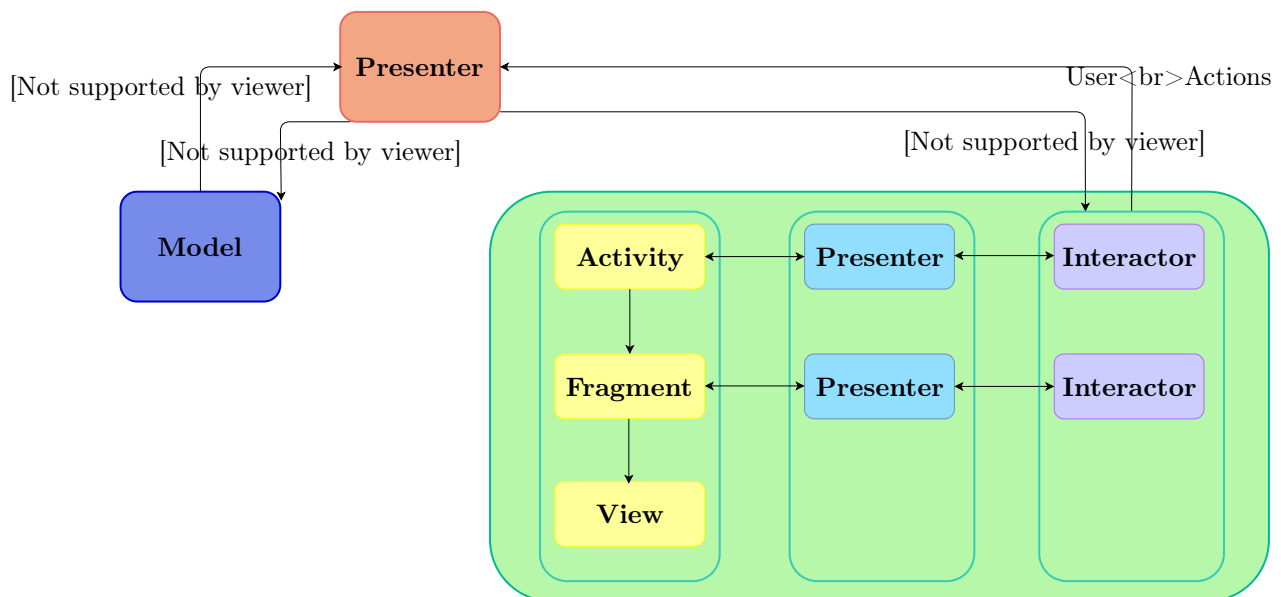 Presenter
[Not supported by viewer]
User<br>Actions
[Not supported by viewer]
[Not supported by viewer]
Model
Activity
Presenter
Interactor
Fragment
Presenter
Interactor
View